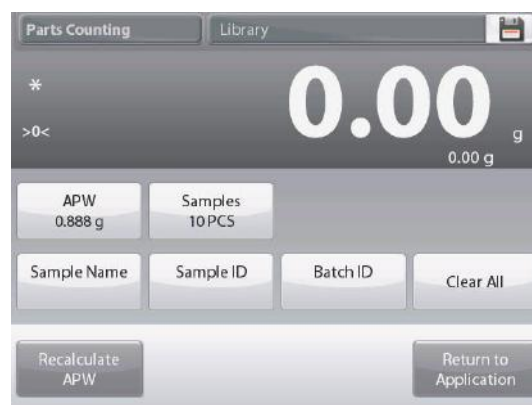 Parts Counting Library
*
0.00 g
>0<
0.00 g
APW Samples
0.888 g 10 PCS
Sample Name Sample ID Batch ID Clear All
Recalculate Return to
APW Application